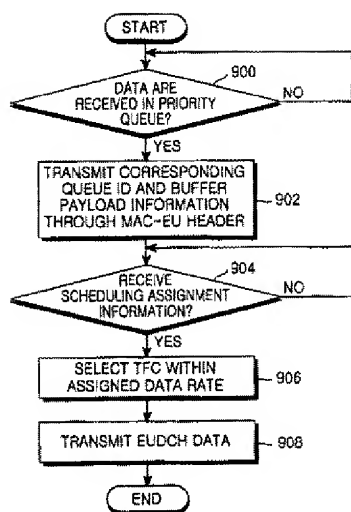 START
900
DATA ARE
RECEIVED IN PRIORITY
QUEUE?
NO
YES
TRANSMIT CORRESPONDING
QUEUE ID AND BUFFER
PAYLOAD INFORMATION
THROUGH MAC-EU HEADER
902
904
RECEIVE
SCHEDULING ASSIGNMENT
INFORMATION?
NO
YES
SELECT TFC WITHIN
ASSIGNED DATA RATE
906
TRANSMIT EUDCH DATA
908
END